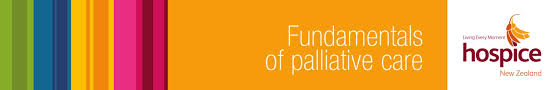 Fundamentals
of palliative care
Living Every Moment
hospice
New Zealand